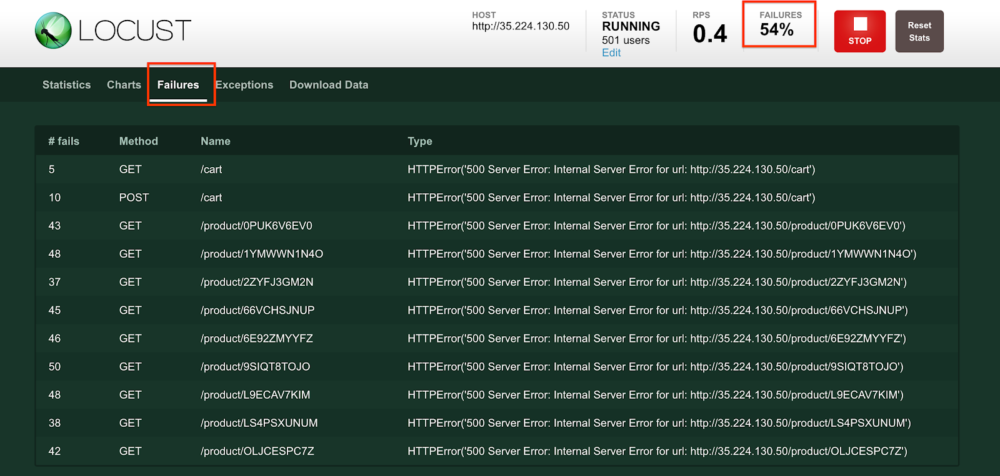 LOCUST
HOST
http://35.224.130.50
STATUS
RUNNING
501 users
Edit
RPS
0.4
FAILURES
54%
STOP
Reset
Stats
Statistics Charts Failures Exceptions Download Data
# fails Method Name Type
5 GET /cart HTTPError('500 Server Error: Internal Server Error for url: http://35.224.130.50/cart')
10 POST /cart HTTPError('500 Server Error: Internal Server Error for url: http://35.224.130.50/cart')
43 GET /product/0PUK6V6EV0 HTTPError('500 Server Error: Internal Server Error for url: http://35.224.130.50/product/0PUK6V6EV0')
48 GET /product/1YMWWN1N4O HTTPError('500 Server Error: Internal Server Error for url: http://35.224.130.50/product/1YMWWN1N4O')
37 GET /product/2ZYFJ3GM2N HTTPError('500 Server Error: Internal Server Error for url: http://35.224.130.50/product/2ZYFJ3GM2N')
45 GET /product/66VCHSJNUP HTTPError('500 Server Error: Internal Server Error for url: http://35.224.130.50/product/66VCHSJNUP')
46 GET /product/6E92ZMYYFZ HTTPError('500 Server Error: Internal Server Error for url: http://35.224.130.50/product/6E92ZMYYFZ')
50 GET /product/9SIQT8TOJO HTTPError('500 Server Error: Internal Server Error for url: http://35.224.130.50/product/9SIQT8TOJO')
48 GET /product/L9ECAV7KIM HTTPError('500 Server Error: Internal Server Error for url: http://35.224.130.50/product/L9ECAV7KIM')
38 GET /product/LS4PSXUNUM HTTPError('500 Server Error: Internal Server Error for url: http://35.224.130.50/product/LS4PSXUNUM')
42 GET /product/OLJCESPC7Z HTTPError('500 Server Error: Internal Server Error for url: http://35.224.130.50/product/OLJCESPC7Z')